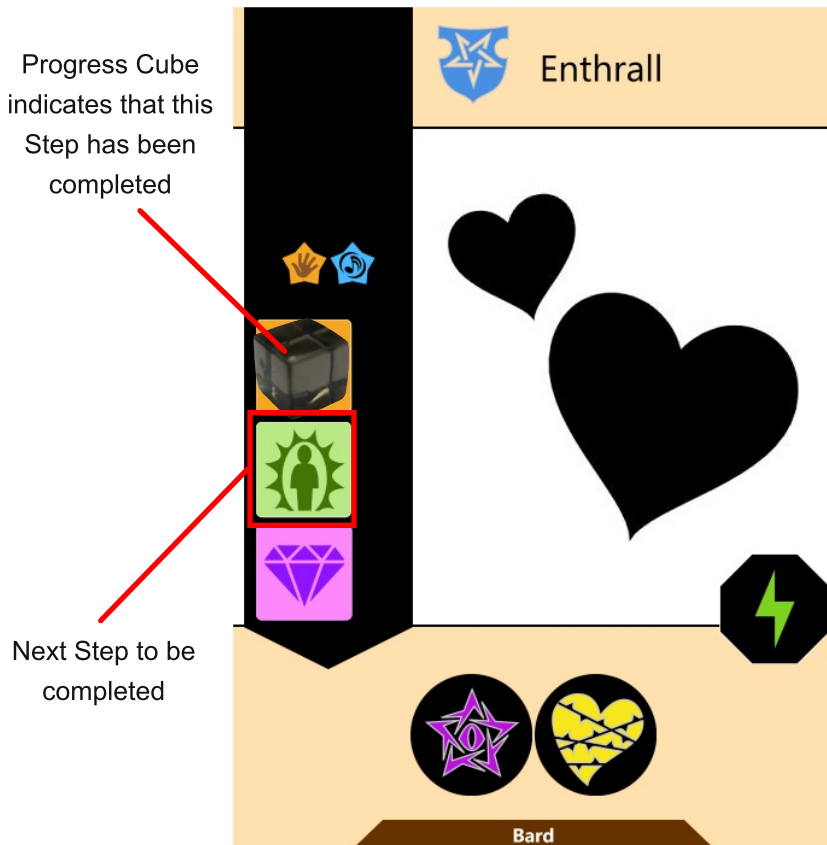 Progress Cube
indicates that this
Step has been
completed
Enthrall
Next Step to be
completed
Bard